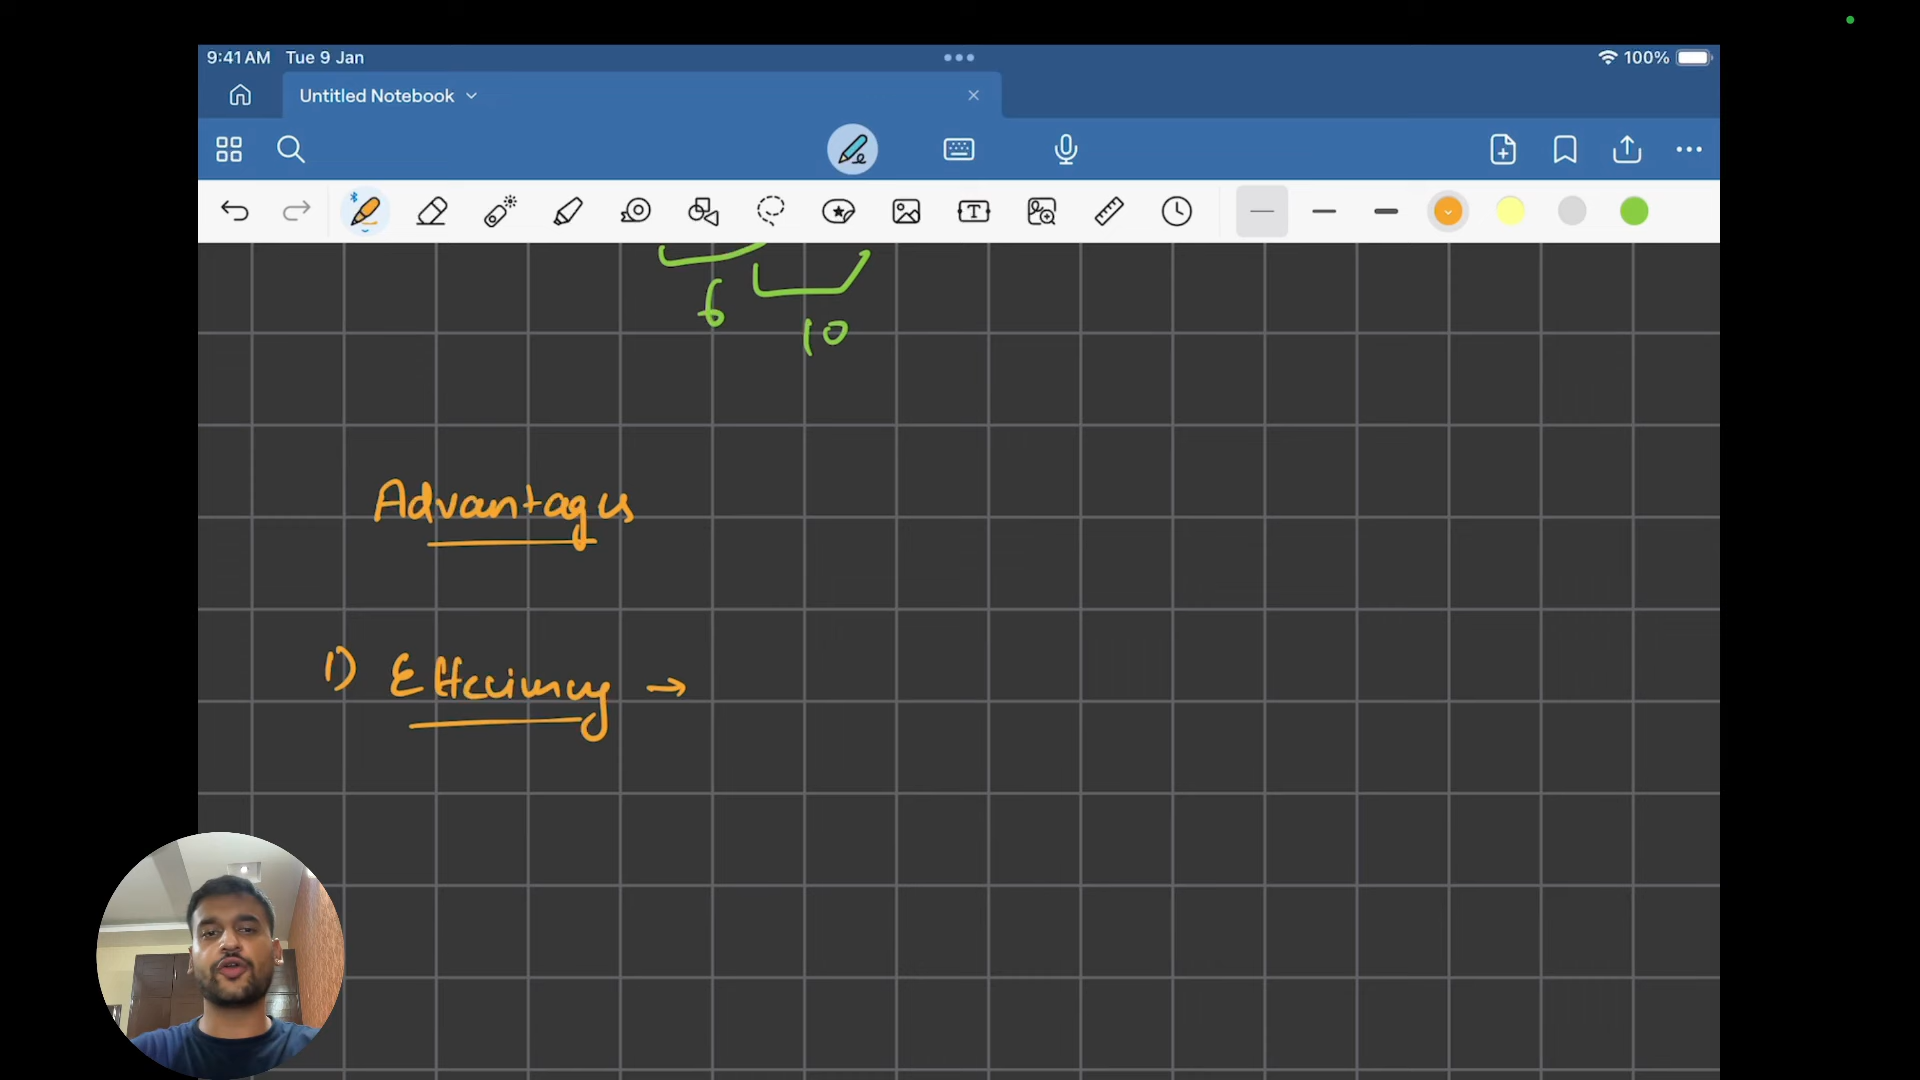 9:41 AM Tue 9 Jan
100%
Untitled Notebook
6
10
Advantages
1) Efficiency →